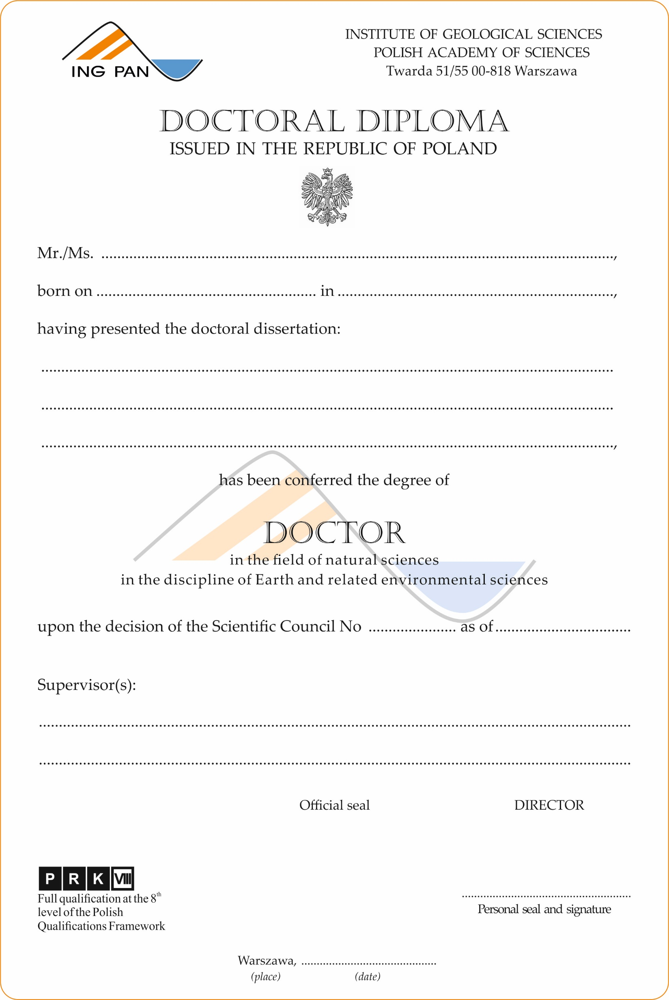 ING PAN
INSTITUTE OF GEOLOGICAL SCIENCES
POLISH ACADEMY OF SCIENCES
Twarda 51/55 00-818 Warszawa
DOCTORAL DIPLOMA
ISSUED IN THE REPUBLIC OF POLAND
Mr./Ms. ........................................................................,
born on ........................................ in ........................................,
having presented the doctoral dissertation:
................................................................................
................................................................................
................................................................................,
has been conferred the degree of
DOCTOR
in the field of natural sciences
in the discipline of Earth and related environmental sciences
upon the decision of the Scientific Council No ...................... as of ..................................
Supervisor(s):
................................................................................
................................................................................
Official seal
DIRECTOR
P R K VIII
Full qualification at the 8th
level of the Polish
Qualifications Framework
........................................
Personal seal and signature
Warszawa, ........................................
(place) (date)